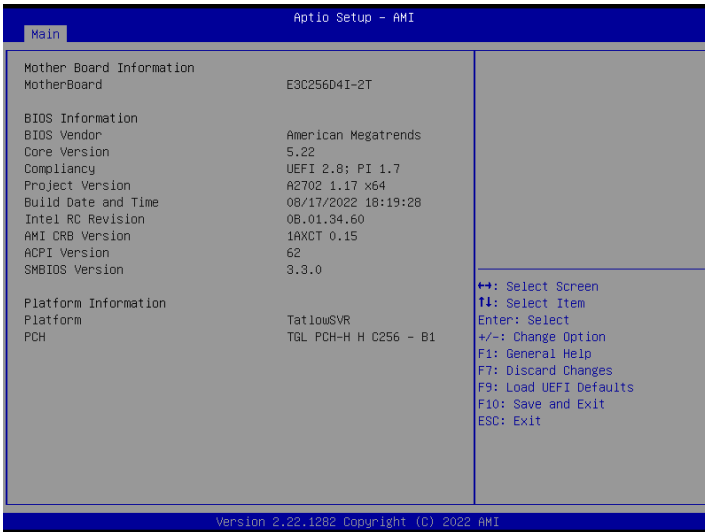 Aptio Setup - AMI
Main
Mother Board Information
MotherBoard E3C256D4I-2T
BIOS Information
BIOS Vendor American Megatrends
Core Version 5.22
Compliancy UEFI 2.8; PI 1.7
Project Version A2702 1.17 x64
Build Date and Time 08/17/2022 18:19:28
Intel RC Revision 0B.01.34.60
AMI CRB Version 1AXCT 0.15
ACPI Version 62
SMBIOS Version 3.3.0
Platform Information
Platform TatlowSVR
PCH TGL PCH-H H C256 - B1
↔: Select Screen
↑↓: Select Item
Enter: Select
+/-: Change Option
F1: General Help
F7: Discard Changes
F9: Load UEFI Defaults
F10: Save and Exit
ESC: Exit
Version 2.22.1282 Copyright (C) 2022 AMI